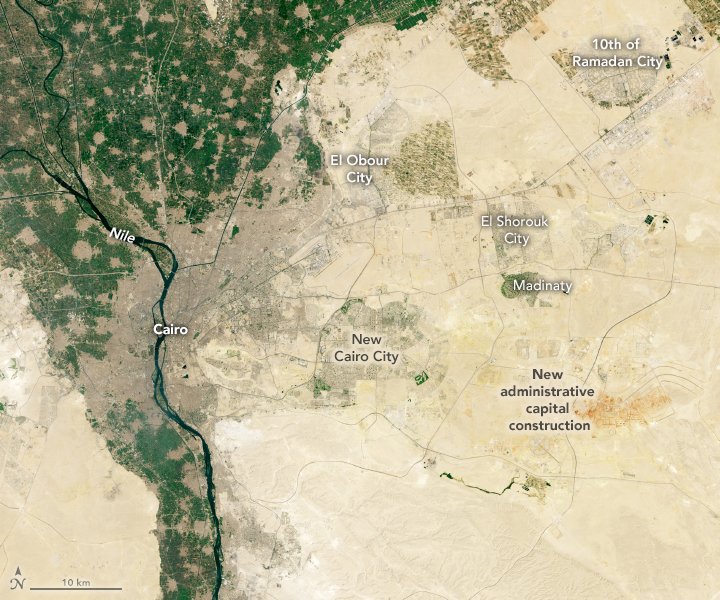 10th of
Ramadan City
El Obour
City
El Shorouk
City
Nile
Madinaty
Cairo
New
Cairo City
New
administrative
capital
construction
N
10 km